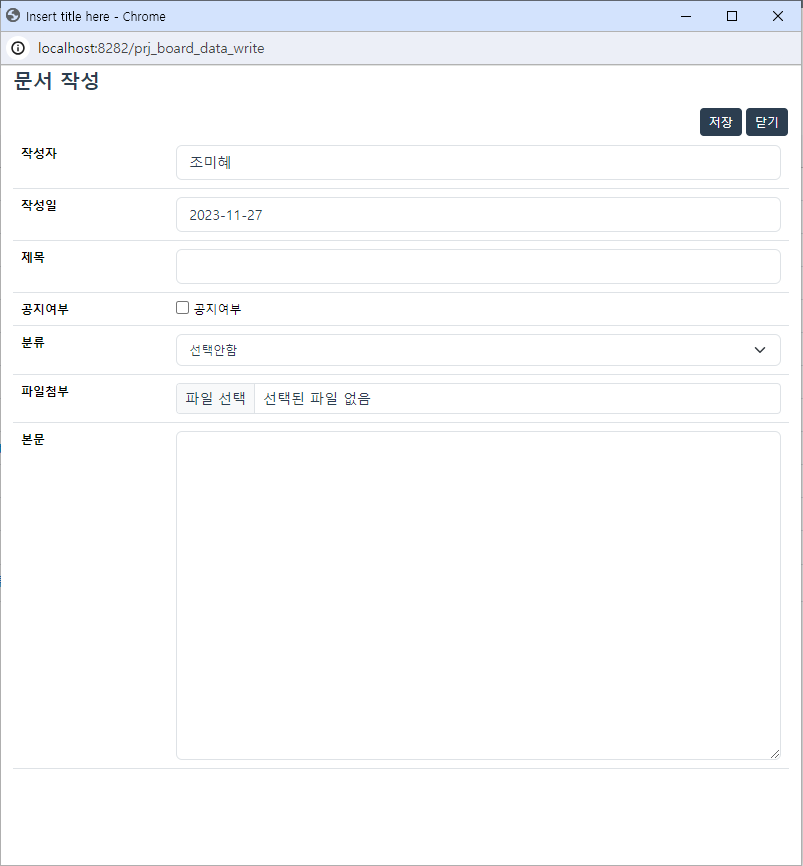 Insert title here - Chrome
localhost:8282/prj_board_data_write
문서 작성
저장 닫기
작성자 조미혜
작성일 2023-11-27
제목
공지여부 공지여부
분류 선택안함
파일첨부 파일 선택 선택된 파일 없음
본문